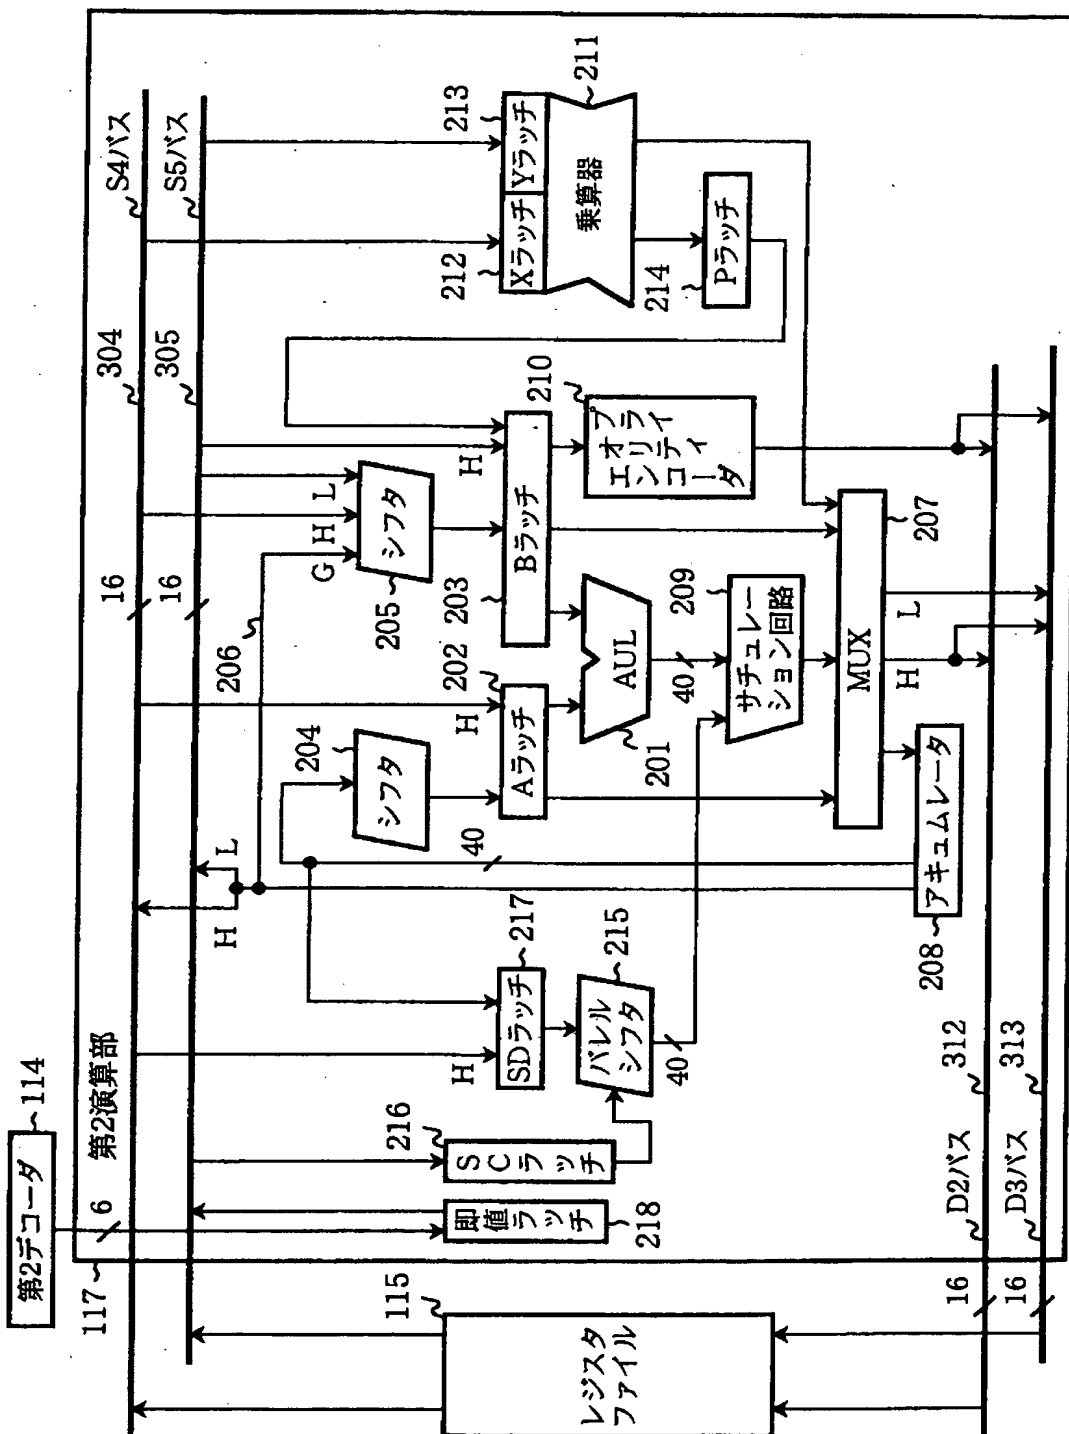 第2デコーダ
114
6
117
第2演算部
S4バス
S5バス
304
305
16
16
206
H
L
216
SCラッチ
即値ラッチ
218
H
SDラッチ
217
バレルシフタ
215
40
204
シフタ
40
G
H
L
シフタ
205
202
H
Aラッチ
203
H
Bラッチ
AUL
201
40
210
プライオリティエンコーダ
212
Xラッチ
213
Yラッチ
乗算器
211
214
Pラッチ
209
サチュレーション回路
MUX
207
H
L
アキュムレータ
208
312
313
D2バス
D3バス
16
16
115
レジスタファイル